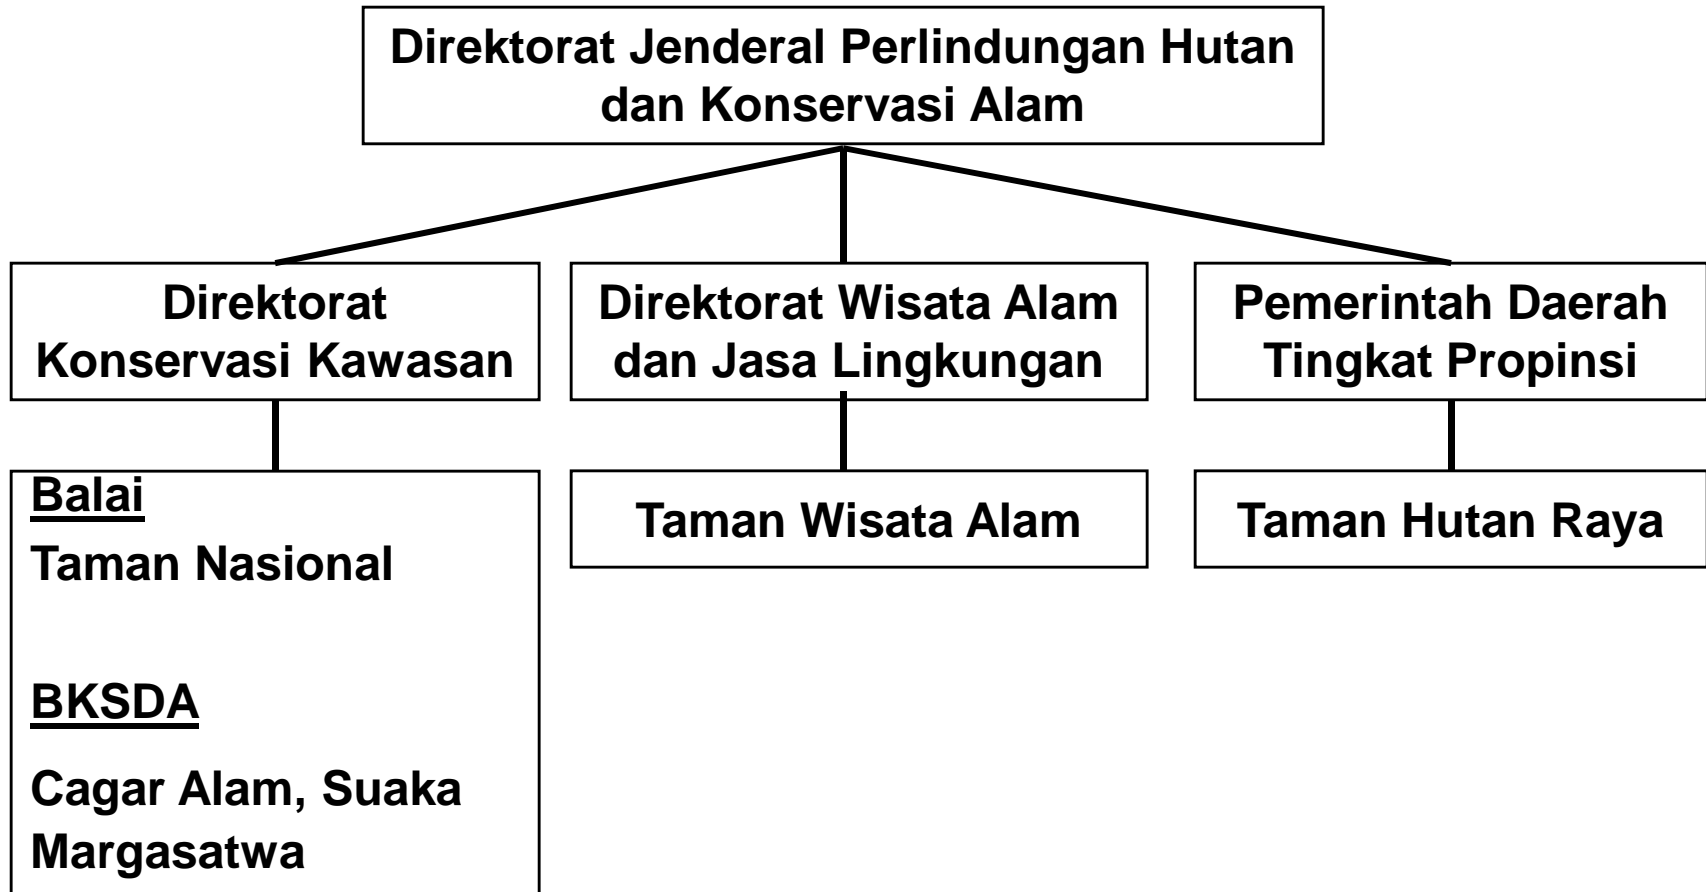 Direktorat Jenderal Perlindungan Hutan
dan Konservasi Alam
Direktorat
Konservasi Kawasan
Direktorat Wisata Alam
dan Jasa Lingkungan
Pemerintah Daerah
Tingkat Propinsi
Balai
Taman Nasional
BKSDA
Cagar Alam, Suaka
Margasatwa
Taman Wisata Alam
Taman Hutan Raya